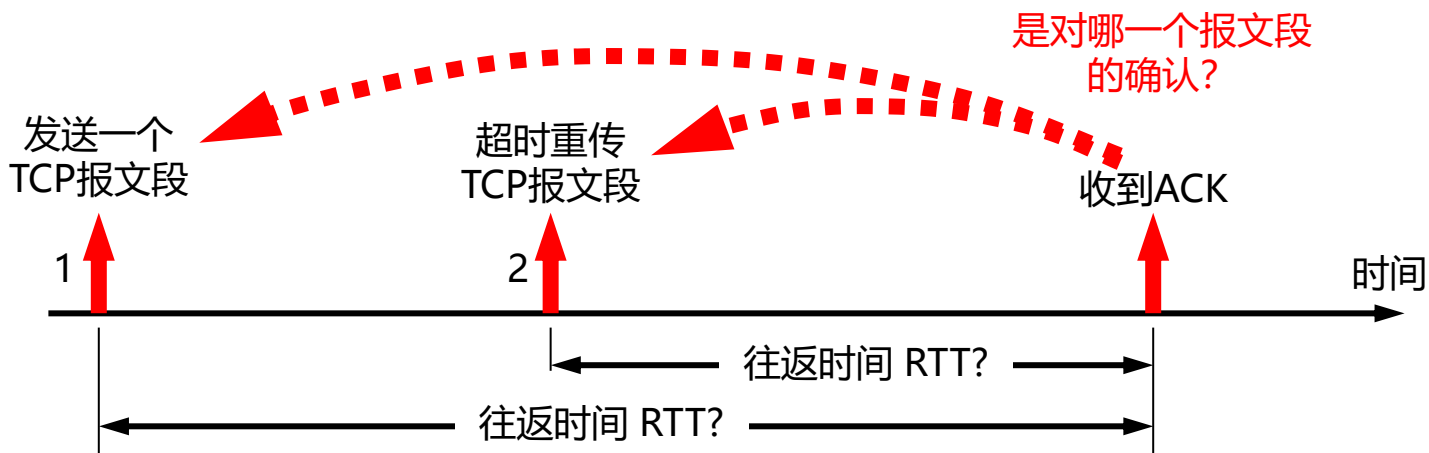 是对哪一个报文段
的确认？
发送一个
TCP报文段
超时重传
TCP报文段
收到ACK
1
2
时间
往返时间 RTT?
往返时间 RTT?